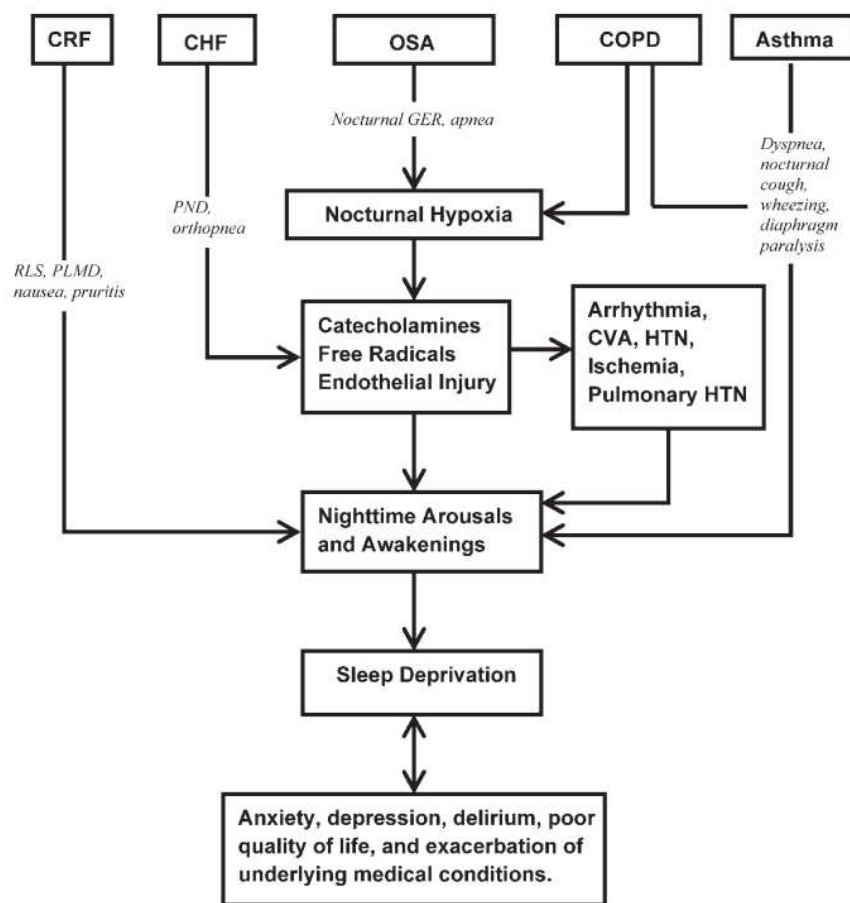 CRF
CHF
OSA
COPD
Asthma
Nocturnal GER, apnea
Dyspnea,
nocturnal
cough,
wheezing,
diaphragm
paralysis
PND,
orthopnea
Nocturnal Hypoxia
RLS, PLMD,
nausea, pruritis
Catecholamines
Free Radicals
Endothelial Injury
Arrhythmia,
CVA, HTN,
Ischemia,
Pulmonary HTN
Nighttime Arousals
and Awakenings
Sleep Deprivation
Anxiety, depression, delirium, poor
quality of life, and exacerbation of
underlying medical conditions.